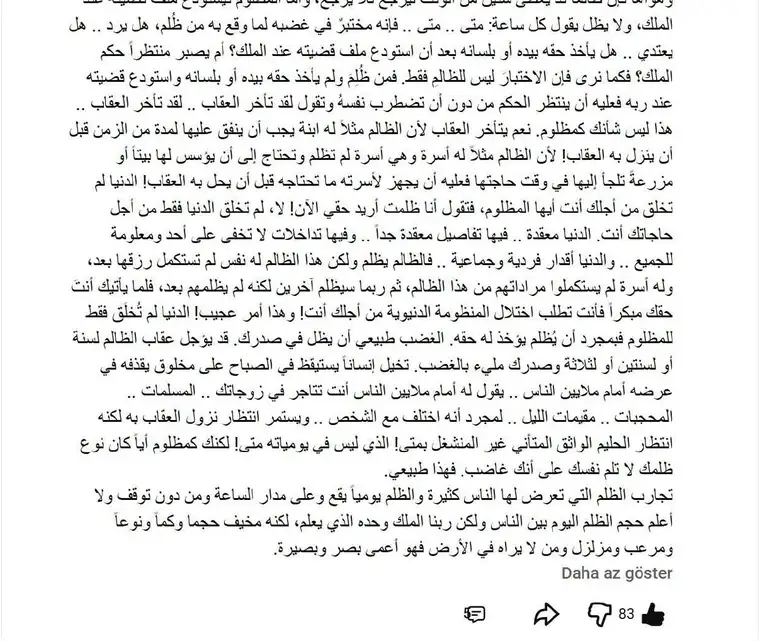 الملك، ولا يظل يقول كل ساعة: متى .. متى .. فإنه مختبرٌ في غضبه لما وقع به من ظُلم، هل يرد .. هل
يعتدي .. هل يأخذ حقه بيده أو بلسانه بعد أن استودع ملف قضيته عند الملك؟ أم يصبر منتظراً حكم
الملك؟ فكما نرى فإن الاختبارَ ليس للظالمِ فقط. فمن ظُلِمَ ولم يأخذ حقه بيده أو بلسانه واستودع قضيته
عند ربه فعليه أن ينتظر الحكم من دون أن تضطرب نفسهُ وتقول لقد تأخر العقاب .. لقد تأخر العقاب ..
هذا ليس شأنك كمظلوم. نعم يتأخر العقاب لأن الظالم مثلاً له ابنة يجب أن ينفق عليها لمدة من الزمن قبل
أن ينزل به العقاب! لأن الظالم مثلاً له أسرة وهي أسرة لم تظلم وتحتاج إلى أن يؤسس لها بيتاً أو
مزرعةً تلجأ إليها في وقت حاجتها فعليه أن يجهز لأسرته ما تحتاجه قبل أن يحل به العقاب! الدنيا لم
تخلق من أجلك أنت أيها المظلوم، فتقول أنا ظلمت أريد حقي الآن! لا، لم تخلق الدنيا فقط من أجل
حاجاتك أنت. الدنيا معقدة .. فيها تفاصيل معقدة جداً .. وفيها تداخلات لا تخفى على أحد ومعلومة
للجميع .. والدنيا أقدار فردية وجماعية .. فالظالم يظلم ولكن هذا الظالم له نفس لم تستكمل رزقها بعد،
وله أسرة لم يستكملوا مراداتهم من هذا الظالم، ثم ربما سيظلم آخرين لكنه لم يظلمهم بعد، فلما يأتيك أنتَ
حقك مبكراً فأنت تطلب اختلال المنظومة الدنيوية من أجلك أنت! وهذا أمر عجيب! الدنيا لم تُخلَق فقط
للمظلوم فبمجرد أن يُظلم يؤخذ له حقه. الغضب طبيعي أن يظل في صدرك. قد يؤجل عقاب الظالم لسنة
أو لسنتين أو لثلاثة وصدرك مليء بالغضب. تخيل إنساناً يستيقظ في الصباح على مخلوق يقذفه في
عرضه أمام ملايين الناس .. يقول له أمام ملايين الناس أنت تتاجر في زوجاتك .. المسلمات ..
المحجبات .. مقيمات الليل .. لمجرد أنه اختلف مع الشخص .. ويستمر انتظار نزول العقاب به لكنه
انتظار الحليم الواثق المتأني غير المنشغل بمتى! الذي ليس في يومياته متى! لكنك كمظلوم أياً كان نوع
ظلمك لا تلم نفسك على أنك غاضب. فهذا طبيعي.
تجارب الظلم التي تعرض لها الناس كثيرة والظلم يومياً يقع وعلى مدار الساعة ومن دون توقف ولا
أعلم حجم الظلم اليوم بين الناس ولكن ربنا الملك وحده الذي يعلم، لكنه مخيف حجما وكماً ونوعاً
ومرعب ومزلزل ومن لا يراه في الأرض فهو أعمى بصر وبصيرة.
Daha az göster
83